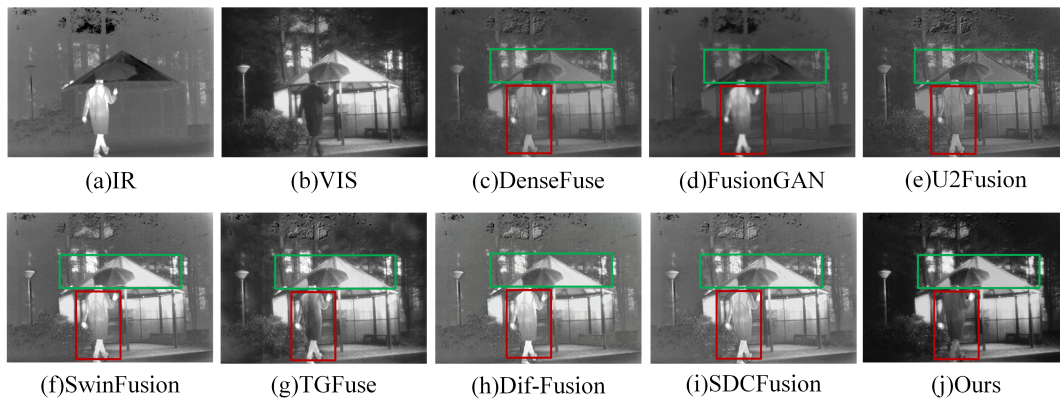 (a)IR
(b)VIS
(c)DenseFuse
(d)FusionGAN
(e)U2Fusion
(f)SwinFusion
(g)TGFuse
(h)Dif-Fusion
(i)SDCFusion
(j)Ours